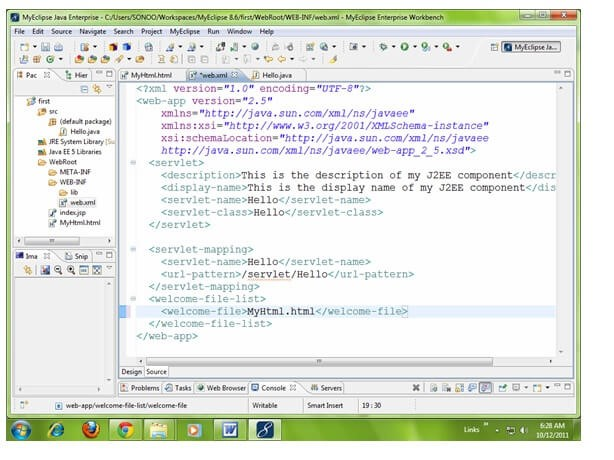 MyEclipse Java Enterprise - C:/Users/SONOO/Workspaces/MyEclipse 8.6/first/WebRoot/WEB-INF/web.xml - MyEclipse Enterprise Workbench
File Edit Source Navigate Search Project MyEclipse Run Window Help
MyEclipse Ja...
Pac Hier MyHtml.html *web.xml Hello.java
first
src
(default package)
Hello.java
JRE System Library [Su
Java EE 5 Libraries
WebRoot
META-INF
WEB-INF
lib
web.xml
index.jsp
MyHtml.html
Ima Snip
<?xml version="1.0" encoding="UTF-8"?>
<web-app version="2.5"
xmlns="http://java.sun.com/xml/ns/javaee"
xmlns:xsi="http://www.w3.org/2001/XMLSchema-instance"
xsi:schemaLocation="http://java.sun.com/xml/ns/javaee
http://java.sun.com/xml/ns/javaee/web-app_2_5.xsd">
<servlet>
<description>This is the description of my J2EE component</descr
<display-name>This is the display name of my J2EE component</dis
<servlet-name>Hello</servlet-name>
<servlet-class>Hello</servlet-class>
</servlet>
<servlet-mapping>
<servlet-name>Hello</servlet-name>
<url-pattern>/servlet/Hello</url-pattern>
</servlet-mapping>
<welcome-file-list>
<welcome-file>MyHtml.html</welcome-file>
</welcome-file-list>
</web-app>
Design Source
Problems Tasks Web Browser Console Servers
web-app/welcome-file-list/welcome-file Writable Smart Insert 19 : 30
Links » 6:28 AM
10/12/2011